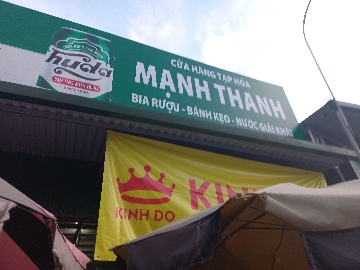 CỬA HÀNG TẠP HÓA
huda
MẠNH THANH
BIA RƯỢU - BÁNH KẸO - NƯỚC GIẢI KHÁT
KINH DO
KIN